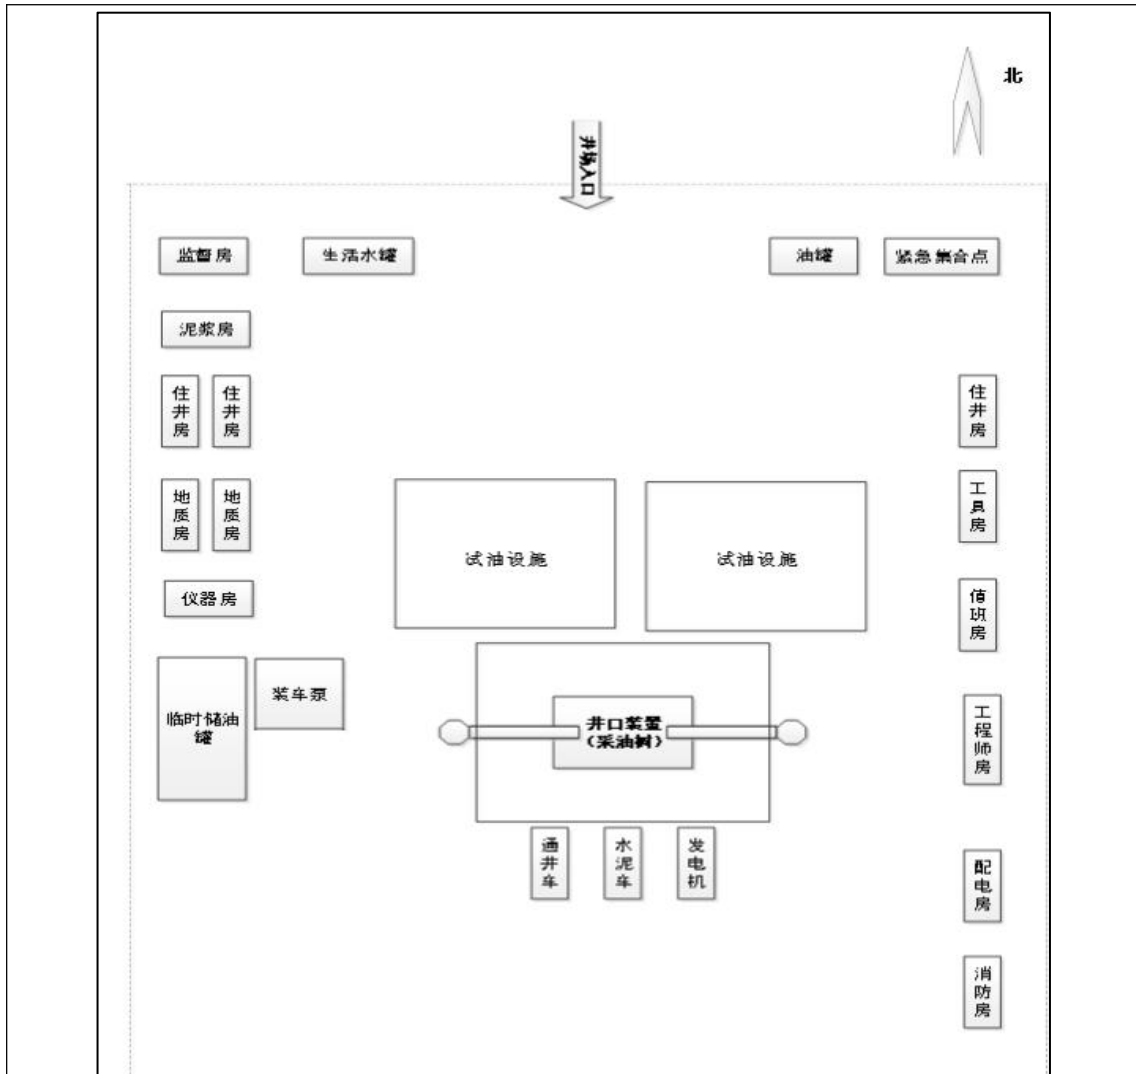 北
井场入口
监督房
生活水罐
油罐
紧急集合点
泥浆房
住井房
住井房
住井房
地质房
地质房
工具房
试油设施
试油设施
仪器房
值班房
临时储油
罐
装车泵
井口装置
（采油树）
工程师房
通井车
水泥车
发电机
配电房
消防房